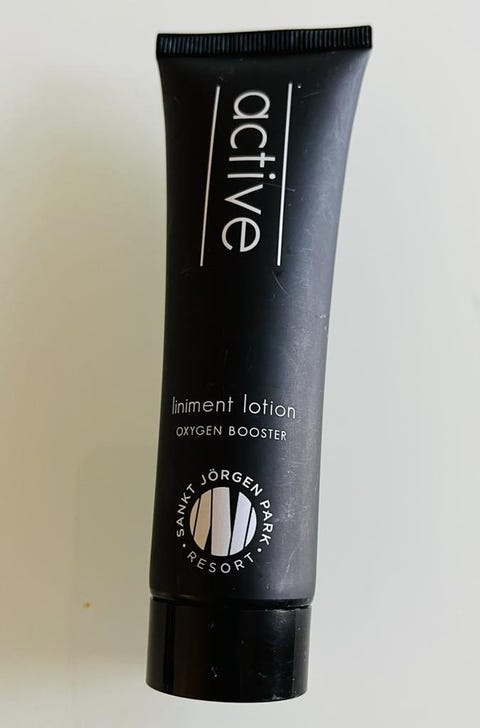 active
liniment lotion
OXYGEN BOOSTER
SANKT JÖRGEN PARK
• RESORT •